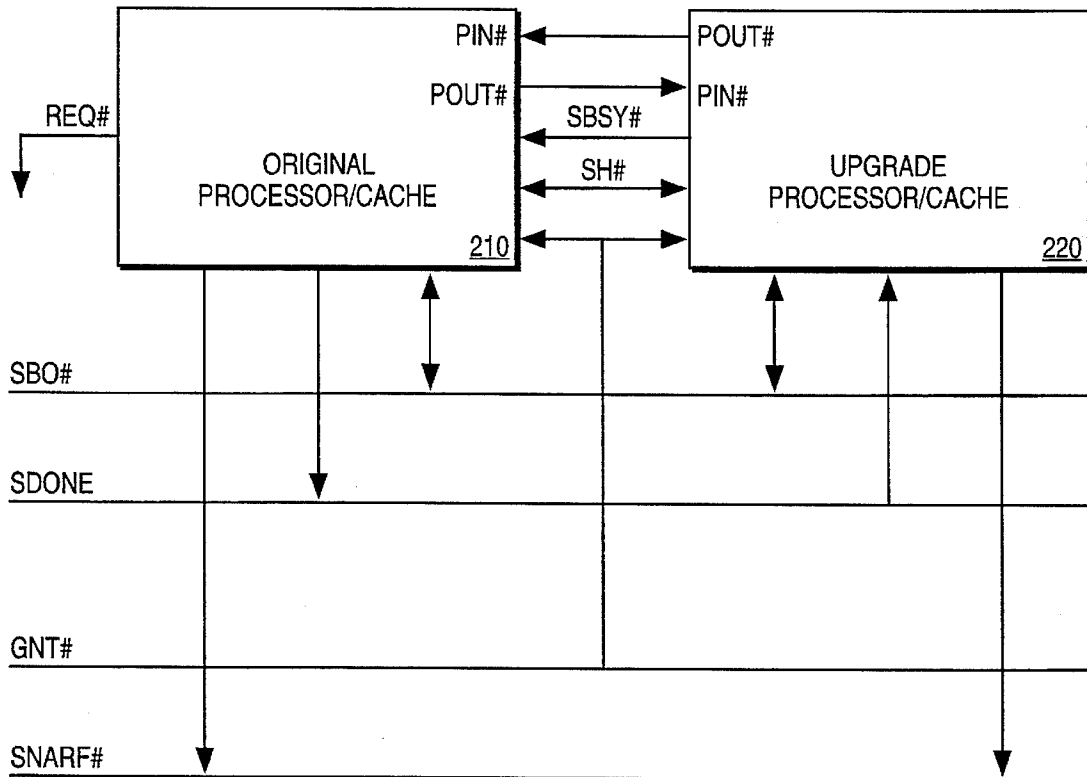 PIN#
POUT#
POUT#
PIN#
REQ#
SBSY#
SH#
ORIGINAL
PROCESSOR/CACHE
210
UPGRADE
PROCESSOR/CACHE
220
SBO#
SDONE
GNT#
SNARF#